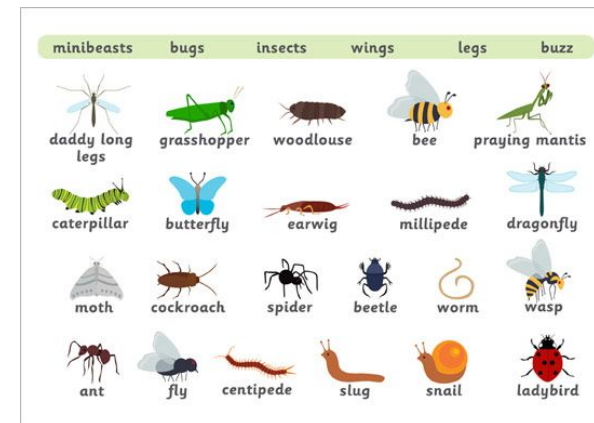 minibeasts bugs insects wings legs buzz
daddy long legs
grasshopper
woodlouse
bee
praying mantis
caterpillar
butterfly
earwig
millipede
dragonfly
moth
cockroach
spider
beetle
worm
wasp
ant
fly
centipede
slug
snail
ladybird